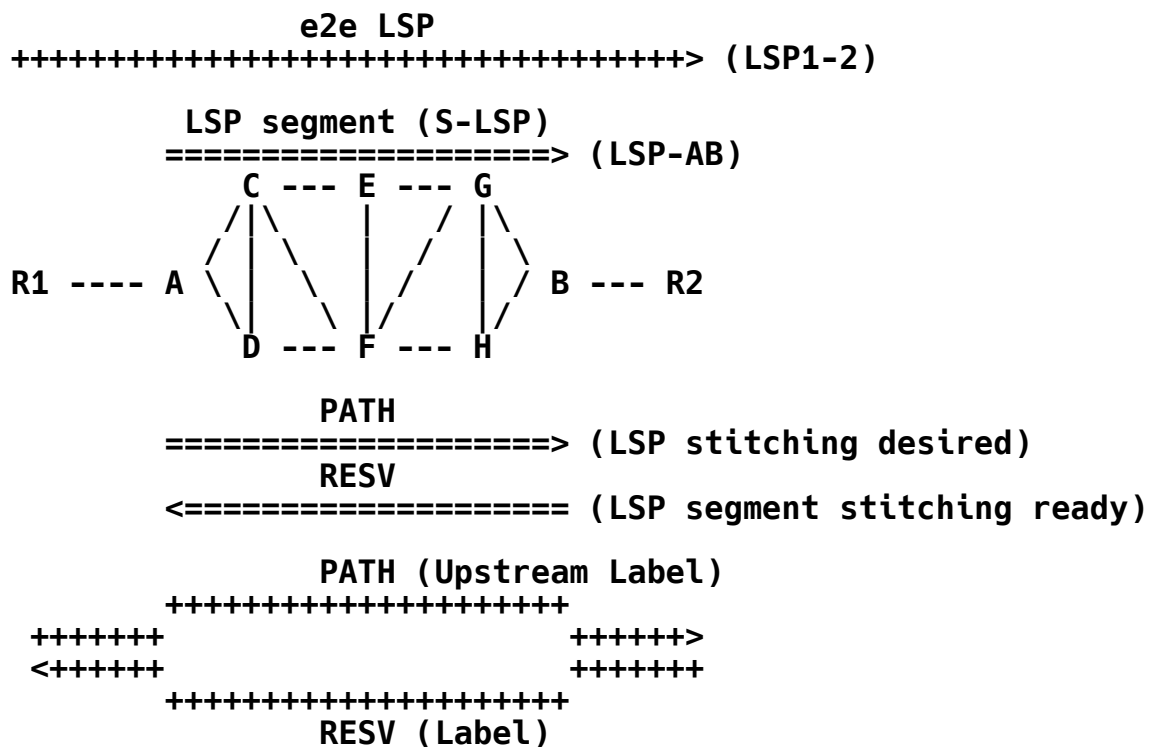 e2e LSP
+++++++++++++++++++++++++++++++++++> (LSP1-2)

         LSP segment (S-LSP)
        ====================> (LSP-AB)
            C --- E --- G
           /|\    |    / |\
          / | \   |   /  | \
R1 ---- A \ |  \  |  /   | / B --- R2
           \|   \ |/     |/
            D --- F --- H

                PATH
        ====================> (LSP stitching desired)
                RESV
        <==================== (LSP segment stitching ready)

                PATH (Upstream Label)
        +++++++++++++++++++++
 +++++++                     ++++++>
 <++++++                     +++++++
        +++++++++++++++++++++
                RESV (Label)